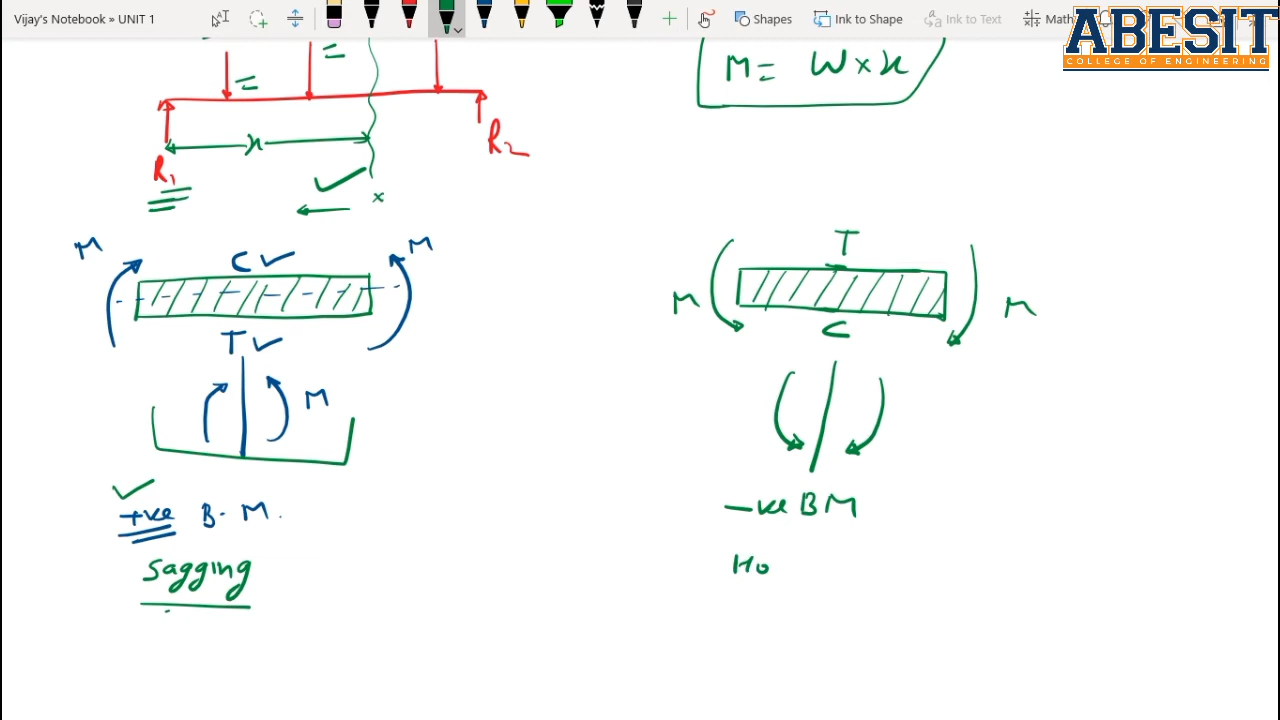 Vijay's Notebook » UNIT 1
Shapes
Ink to Shape
Ink to Text
Math
ABESIT
COLLEGE OF ENGINEERING
M = W × x
x
R1
R2
x
M
C
M
T
M
+ve B. M.
Sagging
T
M
M
C
-ve BM
Ho